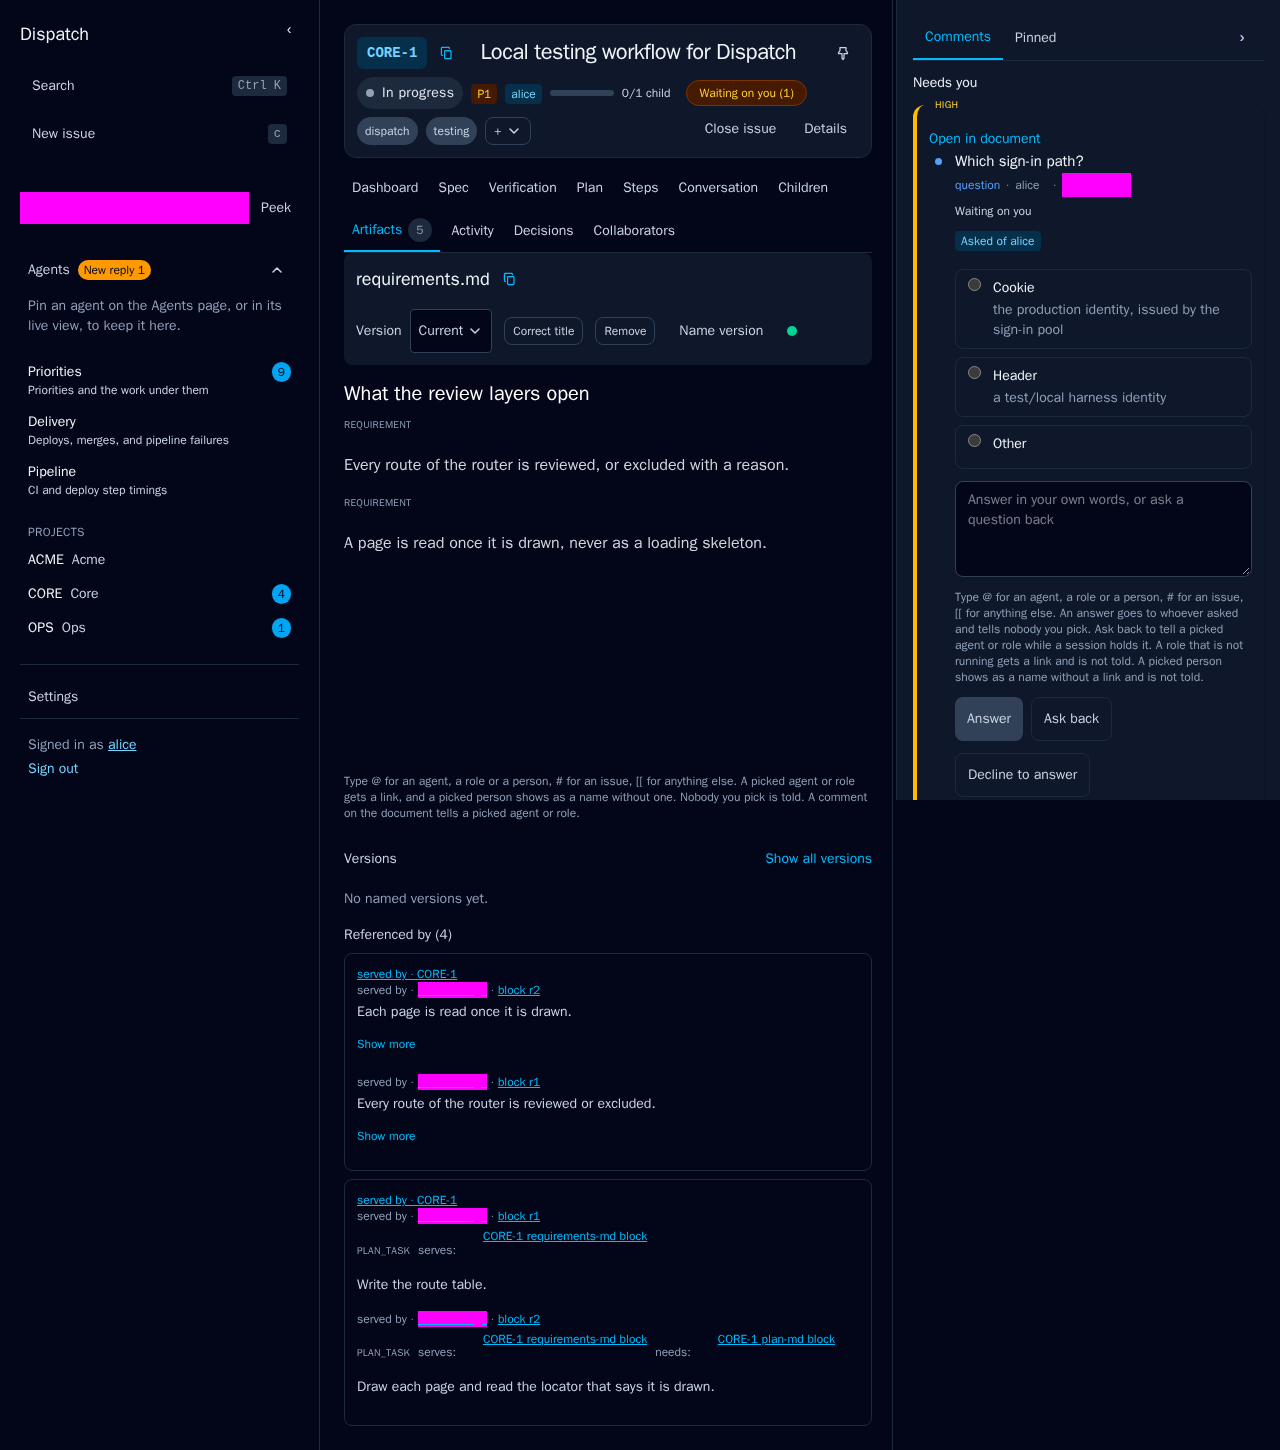 Dispatch
‹
Search
Ctrl K
New issue
C
Peek
Agents
New reply 1
Pin an agent on the Agents page, or in its
live view, to keep it here.
Priorities
9
Priorities and the work under them
Delivery
Deploys, merges, and pipeline failures
Pipeline
CI and deploy step timings
PROJECTS
ACME Acme
CORE Core
4
OPS Ops
1
Settings
Signed in as alice
Sign out
CORE-1
Local testing workflow for Dispatch
In progress
P1
alice
0/1 child
Waiting on you (1)
dispatch
testing
+
Close issue
Details
Dashboard
Spec
Verification
Plan
Steps
Conversation
Children
Artifacts 5
Activity
Decisions
Collaborators
requirements.md
Version
Current
Correct title
Remove
Name version
What the review layers open
REQUIREMENT
Every route of the router is reviewed, or excluded with a reason.
REQUIREMENT
A page is read once it is drawn, never as a loading skeleton.
Type @ for an agent, a role or a person, # for an issue, [[ for anything else. A picked agent or role
gets a link, and a picked person shows as a name without one. Nobody you pick is told. A comment
on the document tells a picked agent or role.
Versions
Show all versions
No named versions yet.
Referenced by (4)
served by · CORE-1
served by ·
· block r2
Each page is read once it is drawn.
Show more
served by ·
· block r1
Every route of the router is reviewed or excluded.
Show more
served by · CORE-1
served by ·
· block r1
CORE-1 requirements-md block
PLAN_TASK serves:
Write the route table.
served by ·
· block r2
CORE-1 requirements-md block
CORE-1 plan-md block
PLAN_TASK serves:
needs:
Draw each page and read the locator that says it is drawn.
Comments
Pinned
›
Needs you
HIGH
Open in document
Which sign-in path?
question · alice ·
Waiting on you
Asked of alice
Cookie
the production identity, issued by the
sign-in pool
Header
a test/local harness identity
Other
Answer in your own words, or ask a
question back
Type @ for an agent, a role or a person, # for an issue,
[[ for anything else. An answer goes to whoever asked
and tells nobody you pick. Ask back to tell a picked
agent or role while a session holds it. A role that is not
running gets a link and is not told. A picked person
shows as a name without a link and is not told.
Answer
Ask back
Decline to answer